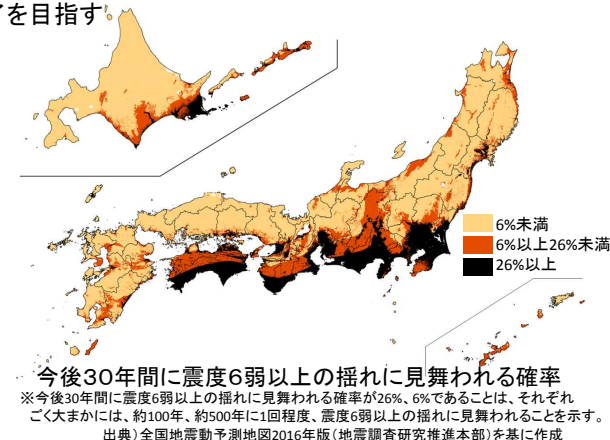 を目指す
6%未満
6%以上26%未満
26%以上
今後30年間に震度6弱以上の揺れに見舞われる確率
※今後30年間に震度6弱以上の揺れに見舞われる確率が26%、6%であることは、それぞれ
ごく大まかには、約100年、約500年に1回程度、震度6弱以上の揺れに見舞われることを示す。
出典）全国地震動予測地図2016年版（地震調査研究推進本部）を基に作成